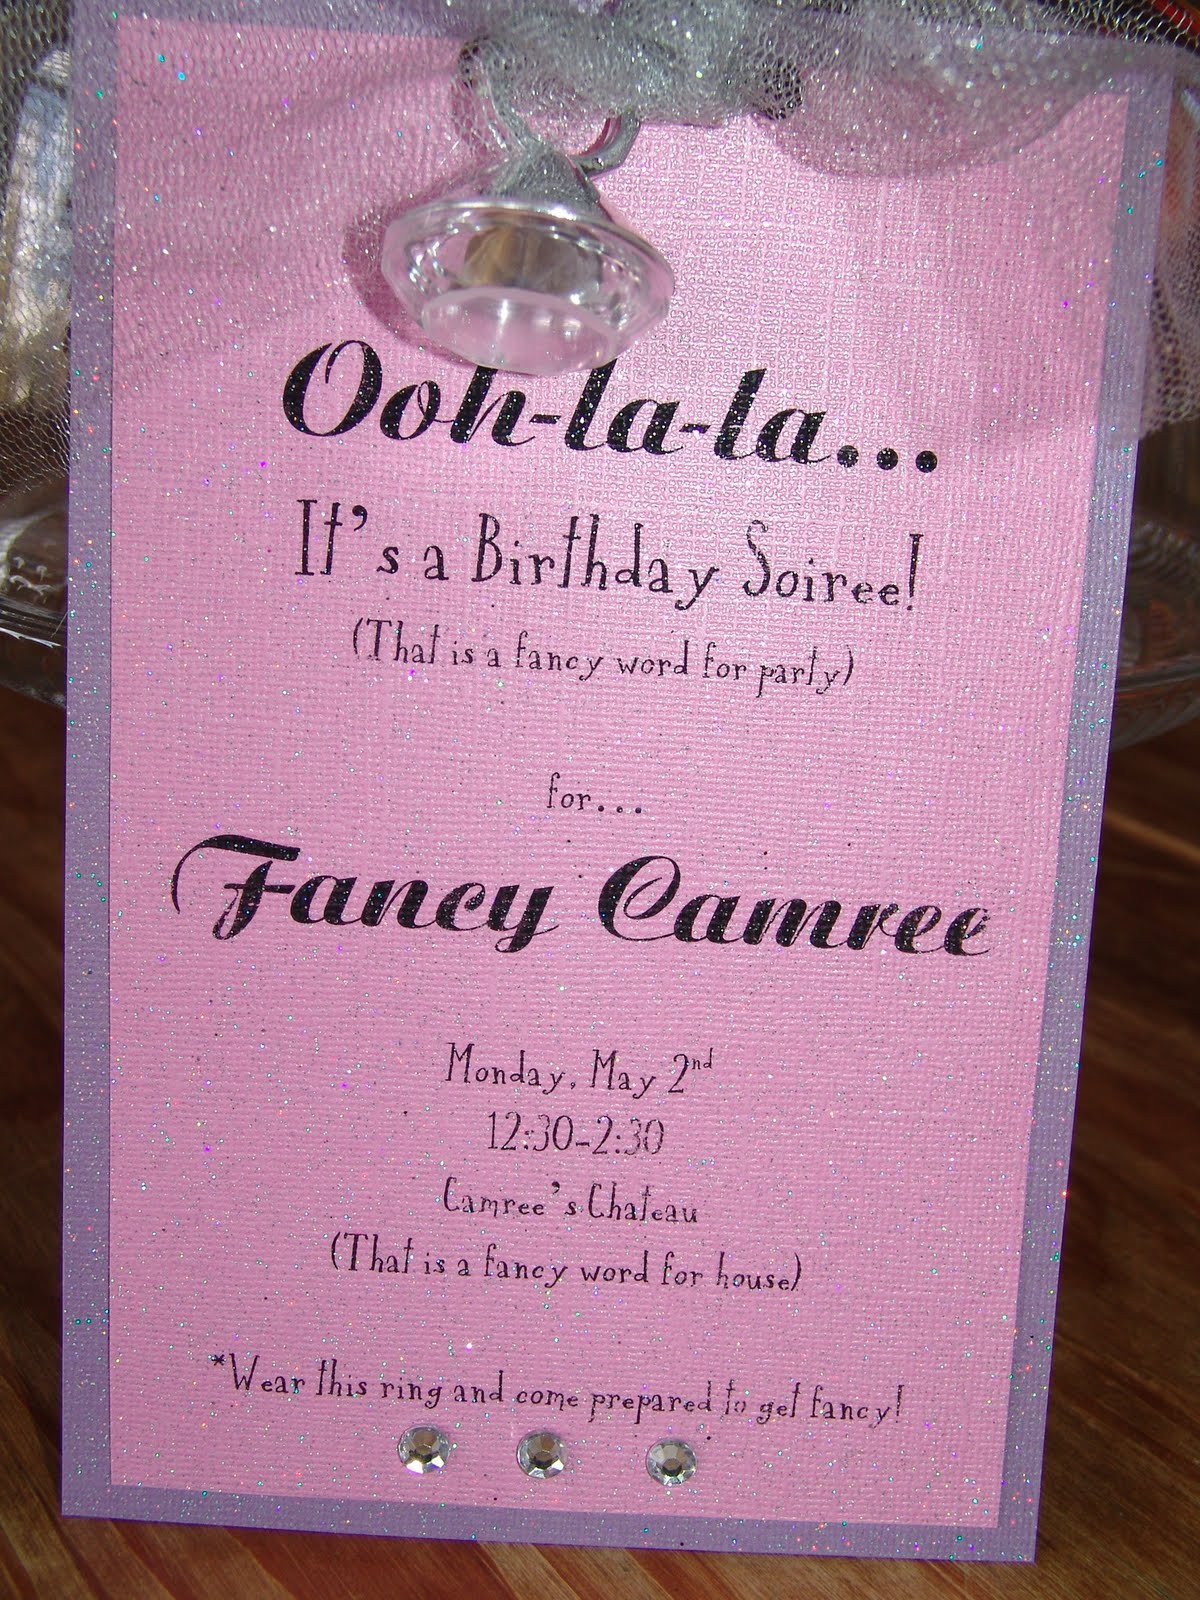 Ooh-la-la...
It's a Birthday Soiree!
(That is a fancy word for party)
for...
Fancy Camree
Monday, May 2nd
12:30-2:30
Camree's Chateau
(That is a fancy word for house)
*Wear this ring and come prepared to get fancy!